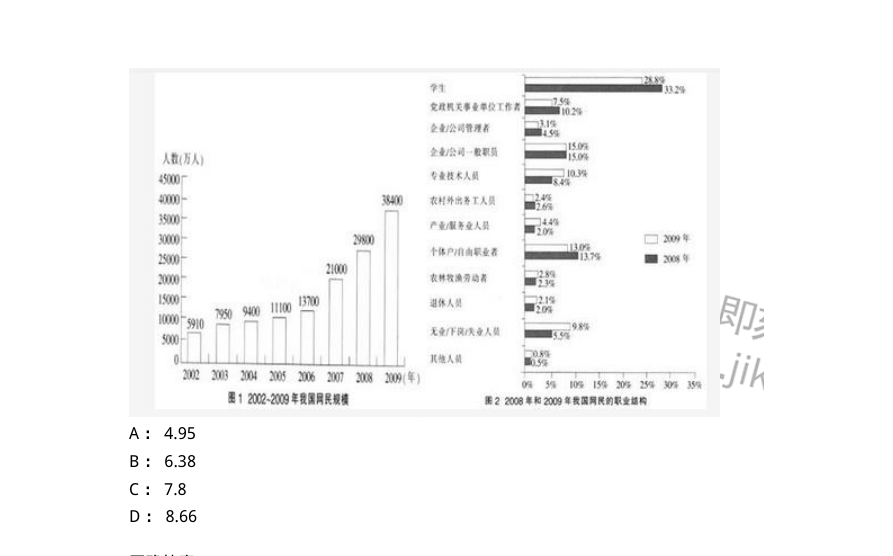 人数(万人)
45000
40000
35000
30000
25000
20000
15000
10000
5000
0
5910
7950
9400
11100
13700
21000
29800
38400
2002 2003 2004 2005 2006 2007 2008 2009(年)
图1 2002~2009年我国网民规模
学生 28.8% 33.2%
党政机关事业单位工作者 7.5% 10.2%
企业/公司管理者 3.1% 4.5%
企业/公司一般职员 15.0% 15.0%
专业技术人员 10.3% 8.4%
农村外出务工人员 2.4% 2.6%
产业/服务业人员 4.4% 2.0%
个体户/自由职业者 13.0% 13.7%
农林牧渔劳动者 2.8% 2.3%
退休人员 2.1% 2.0%
无业/下岗/失业人员 9.8% 5.5%
其他人员 0.8% 0.5%
2009年
2008年
0% 5% 10% 15% 20% 25% 30% 35%
图2 2008年和2009年我国网民的职业结构
即刻
.jik
A： 4.95
B： 6.38
C： 7.8
D： 8.66